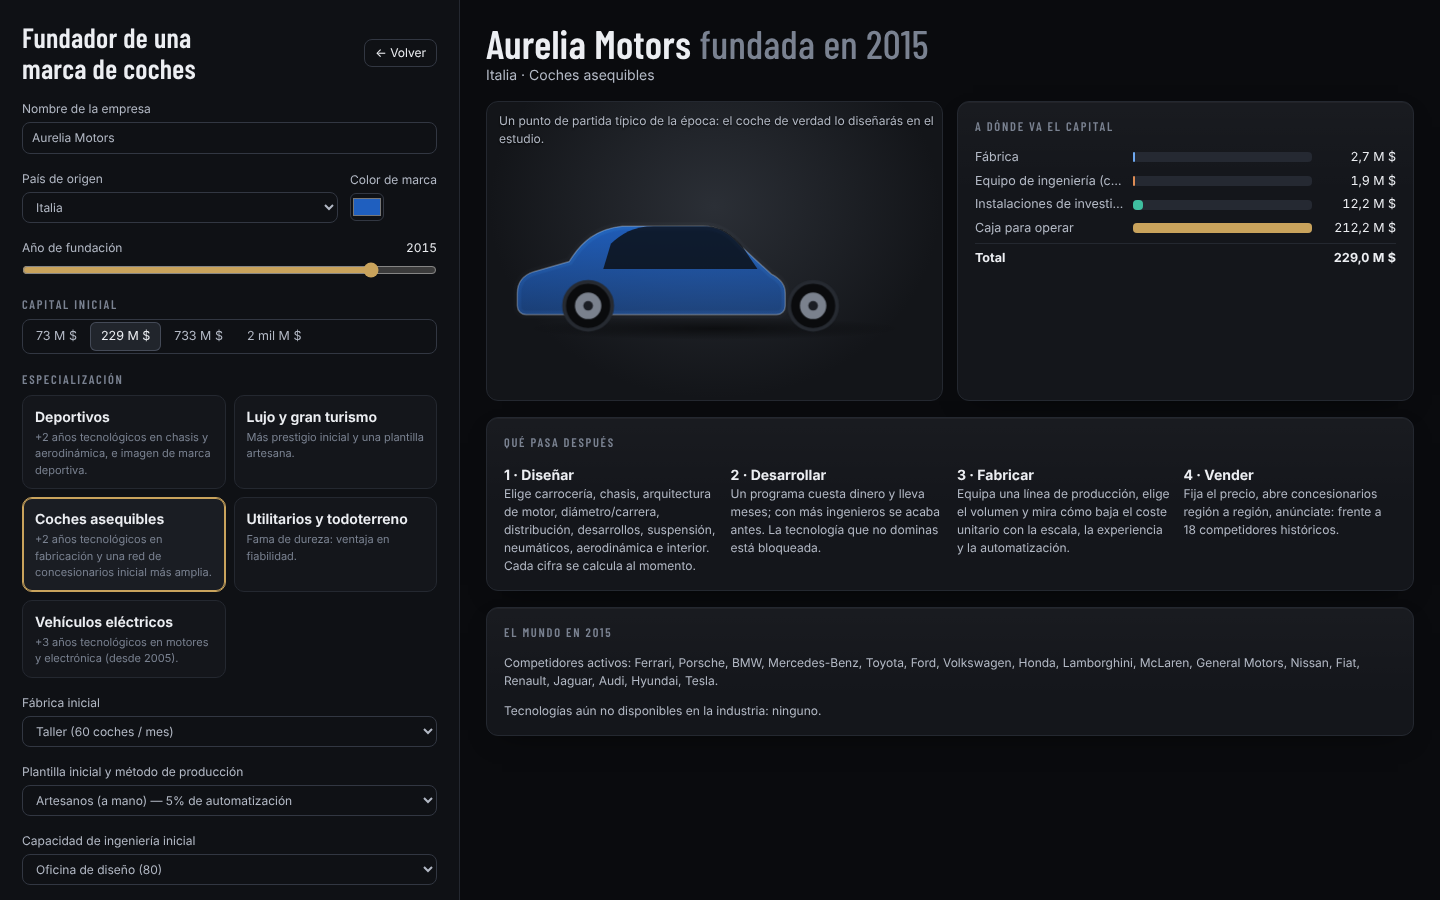 Fundador de una
marca de coches
← Volver
Nombre de la empresa
Aurelia Motors
País de origen
Color de marca
Italia
Año de fundación
2015
CAPITAL INICIAL
73 M $ 229 M $ 733 M $ 2 mil M $
ESPECIALIZACIÓN
Deportivos
+2 años tecnológicos en chasis y
aerodinámica, e imagen de marca
deportiva.
Lujo y gran turismo
Más prestigio inicial y una plantilla
artesana.
Coches asequibles
+2 años tecnológicos en
fabricación y una red de
concesionarios inicial más amplia.
Utilitarios y todoterreno
Fama de dureza: ventaja en
fiabilidad.
Vehículos eléctricos
+3 años tecnológicos en motores
y electrónica (desde 2005).
Fábrica inicial
Taller (60 coches / mes)
Plantilla inicial y método de producción
Artesanos (a mano) — 5% de automatización
Capacidad de ingeniería inicial
Oficina de diseño (80)
Aurelia Motors fundada en 2015
Italia · Coches asequibles
Un punto de partida típico de la época: el coche de verdad lo diseñarás en el
estudio.
A DÓNDE VA EL CAPITAL
Fábrica 2,7 M $
Equipo de ingeniería (c... 1,9 M $
Instalaciones de investi... 12,2 M $
Caja para operar 212,2 M $
Total 229,0 M $
QUÉ PASA DESPUÉS
1 · Diseñar
Elige carrocería, chasis, arquitectura
de motor, diámetro/carrera,
distribución, desarrollos, suspensión,
neumáticos, aerodinámica e interior.
Cada cifra se calcula al momento.
2 · Desarrollar
Un programa cuesta dinero y lleva
meses; con más ingenieros se acaba
antes. La tecnología que no dominas
está bloqueada.
3 · Fabricar
Equipa una línea de producción, elige
el volumen y mira cómo baja el coste
unitario con la escala, la experiencia
y la automatización.
4 · Vender
Fija el precio, abre concesionarios
región a región, anúnciate: frente a
18 competidores históricos.
EL MUNDO EN 2015
Competidores activos: Ferrari, Porsche, BMW, Mercedes-Benz, Toyota, Ford, Volkswagen, Honda, Lamborghini, McLaren, General Motors, Nissan, Fiat,
Renault, Jaguar, Audi, Hyundai, Tesla.
Tecnologías aún no disponibles en la industria: ninguno.